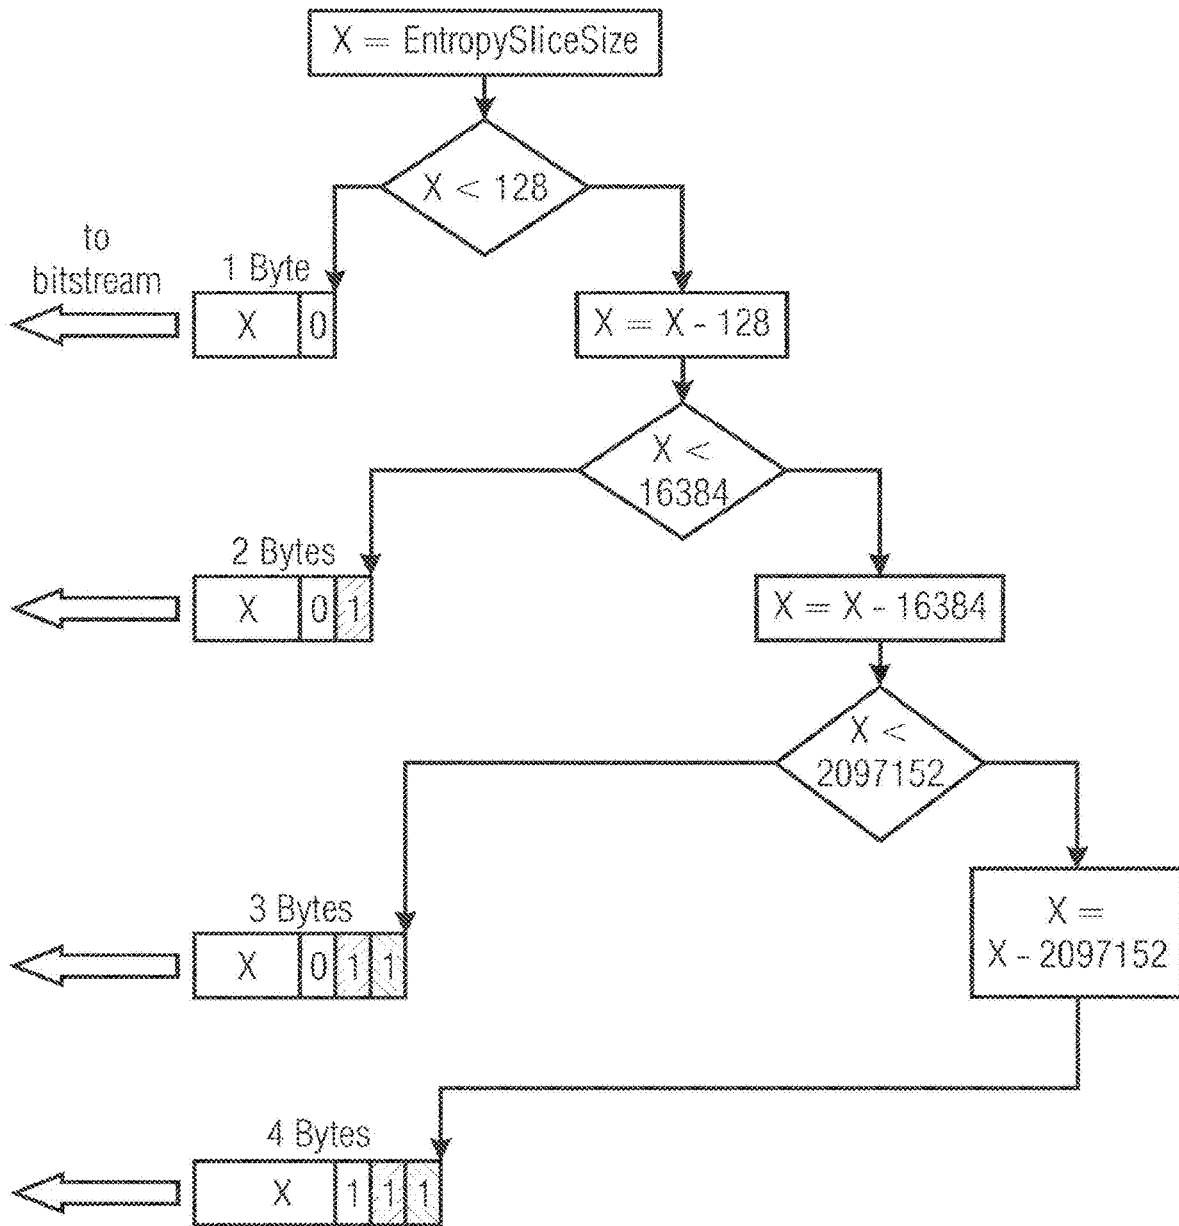 X = EntropySliceSize
X < 128
to
bitstream
1 Byte
X 0
X = X - 128
X <
16384
2 Bytes
X 0 1
X = X - 16384
X <
2097152
3 Bytes
X 0 1 1
X =
X - 2097152
4 Bytes
X 1 1 1